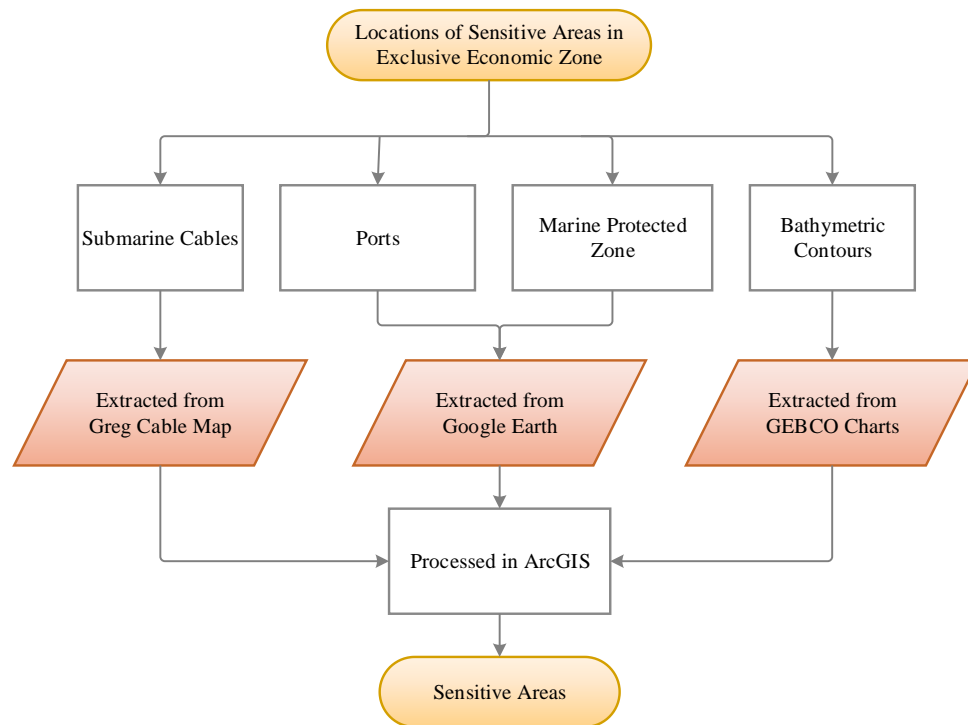 Locations of Sensitive Areas in
Exclusive Economic Zone
Submarine Cables
Ports
Marine Protected
Zone
Bathymetric
Contours
Extracted from
Greg Cable Map
Extracted from
Google Earth
Extracted from
GEBCO Charts
Processed in ArcGIS
Sensitive Areas